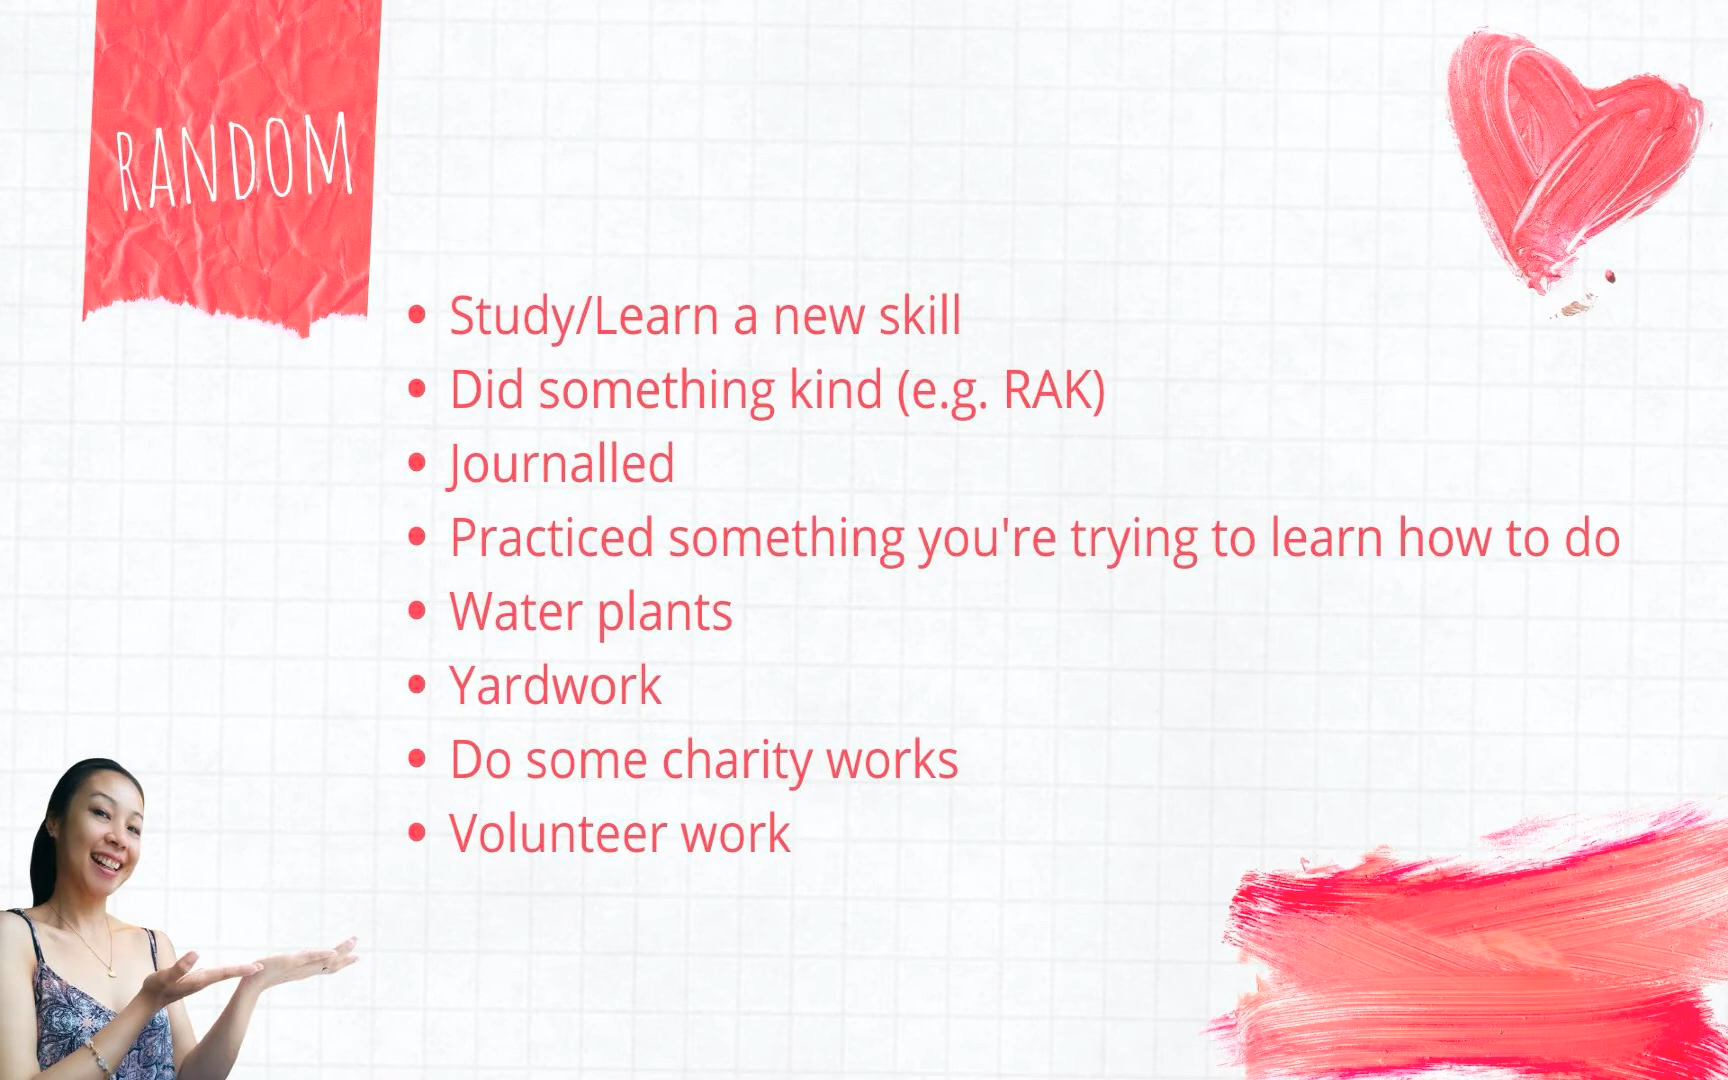 RANDOM
• Study/Learn a new skill
• Did something kind (e.g. RAK)
• Journalled
• Practiced something you're trying to learn how to do
• Water plants
• Yardwork
• Do some charity works
• Volunteer work